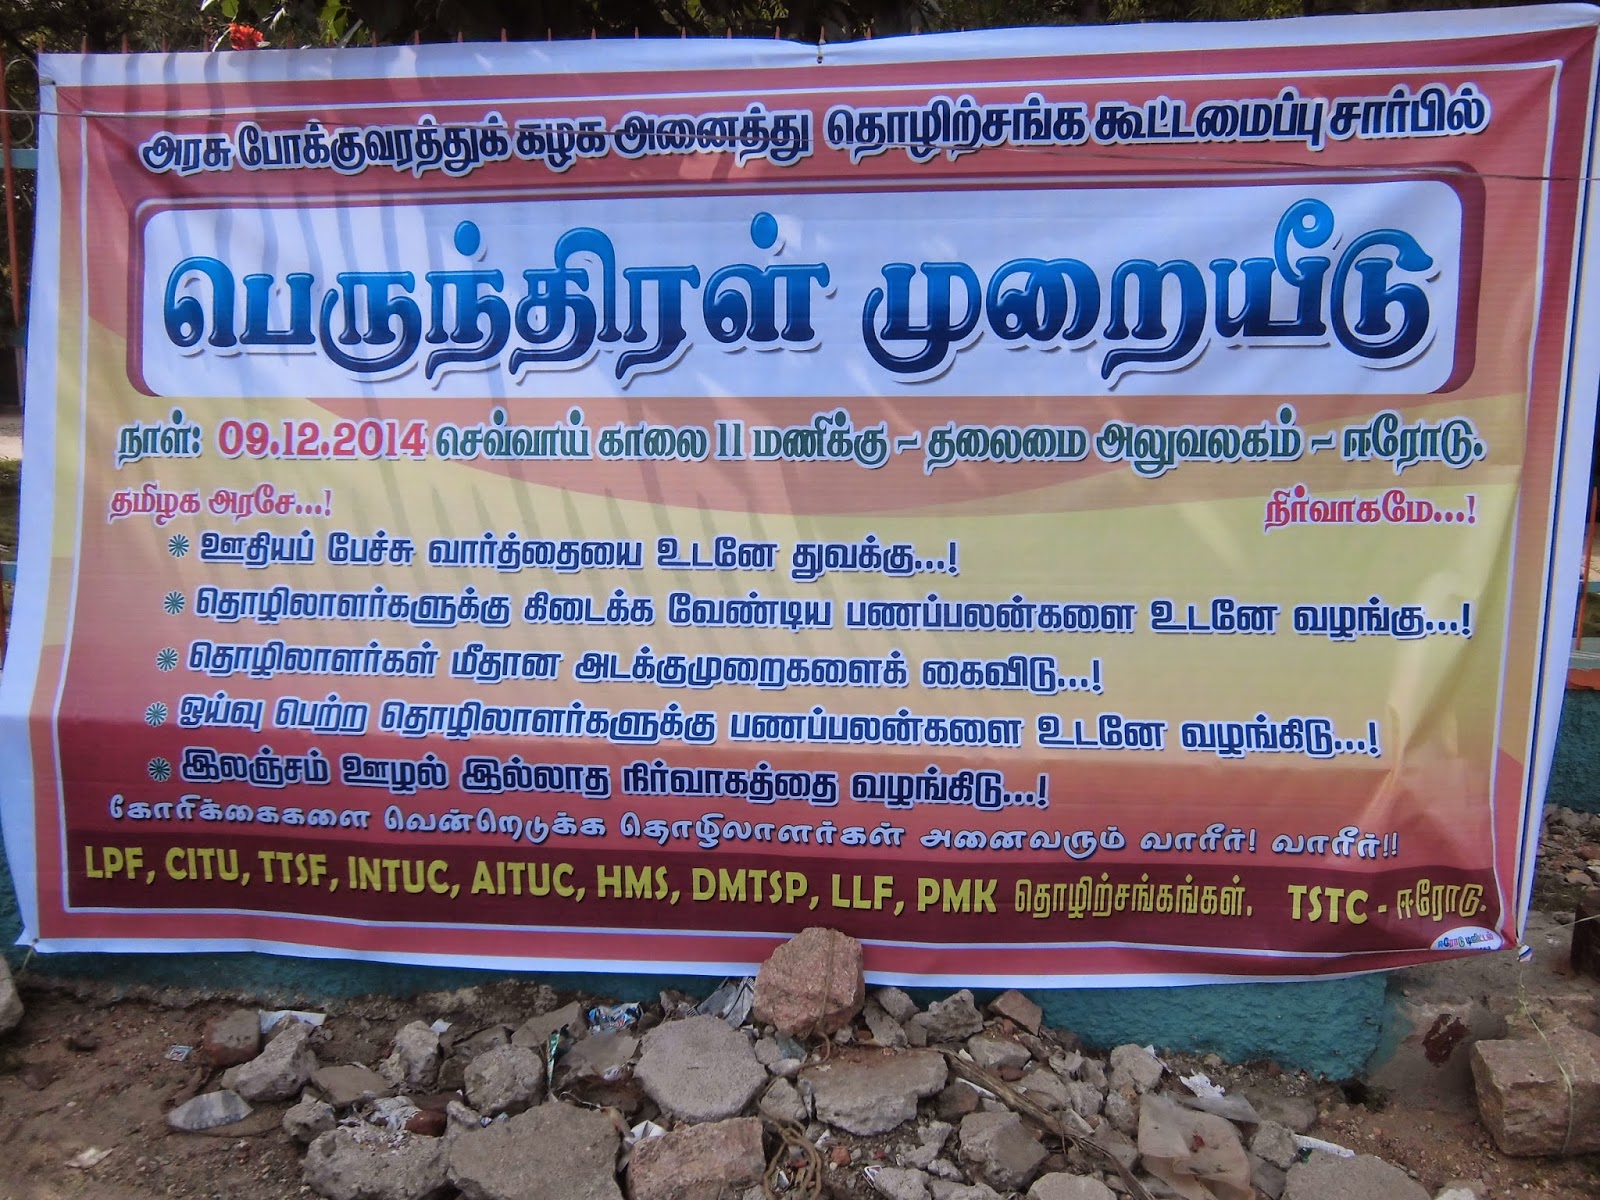 அரசு போக்குவரத்துக் கழக அனைத்து தொழிற்சங்க கூட்டமைப்பு சார்பில்
பெருந்திரள் முறையீடு
நாள்: 09.12.2014 செவ்வாய் காலை 11 மணிக்கு – தலைமை அலுவலகம் – ஈரோடு.
தமிழக அரசே...! நிர்வாகமே...!
ஊதியப் பேச்சு வார்த்தையை உடனே துவக்கு...!
தொழிலாளர்களுக்கு கிடைக்க வேண்டிய பணப்பலன்களை உடனே வழங்கு...!
தொழிலாளர்கள் மீதான அடக்குமுறைகளைக் கைவிடு...!
ஓய்வு பெற்ற தொழிலாளர்களுக்கு பணப்பலன்களை உடனே வழங்கிடு...!
இலஞ்சம் ஊழல் இல்லாத நிர்வாகத்தை வழங்கிடு...!
கோரிக்கைகளை வென்றெடுக்க தொழிலாளர்கள் அனைவரும் வாரீர்! வாரீர்!!
LPF, CITU, TTSF, INTUC, AITUC, HMS, DMTSP, LLF, PMK தொழிற்சங்கங்கள். TSTC - ஈரோடு.
ஈரோடு டிஜிட்டல்